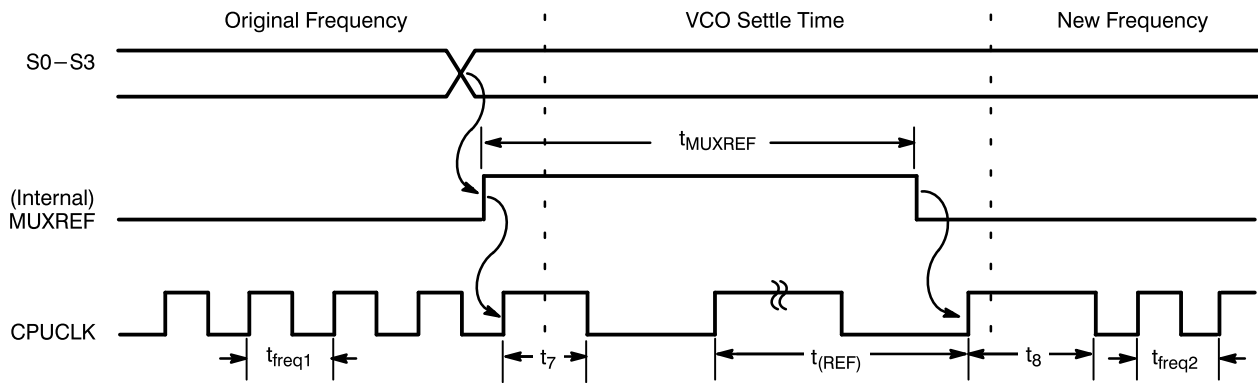 Original Frequency
VCO Settle Time
New Frequency
S0–S3
tMUXREF
(Internal)
MUXREF
CPUCLK
tfreq1
t7
t(REF)
t8
tfreq2